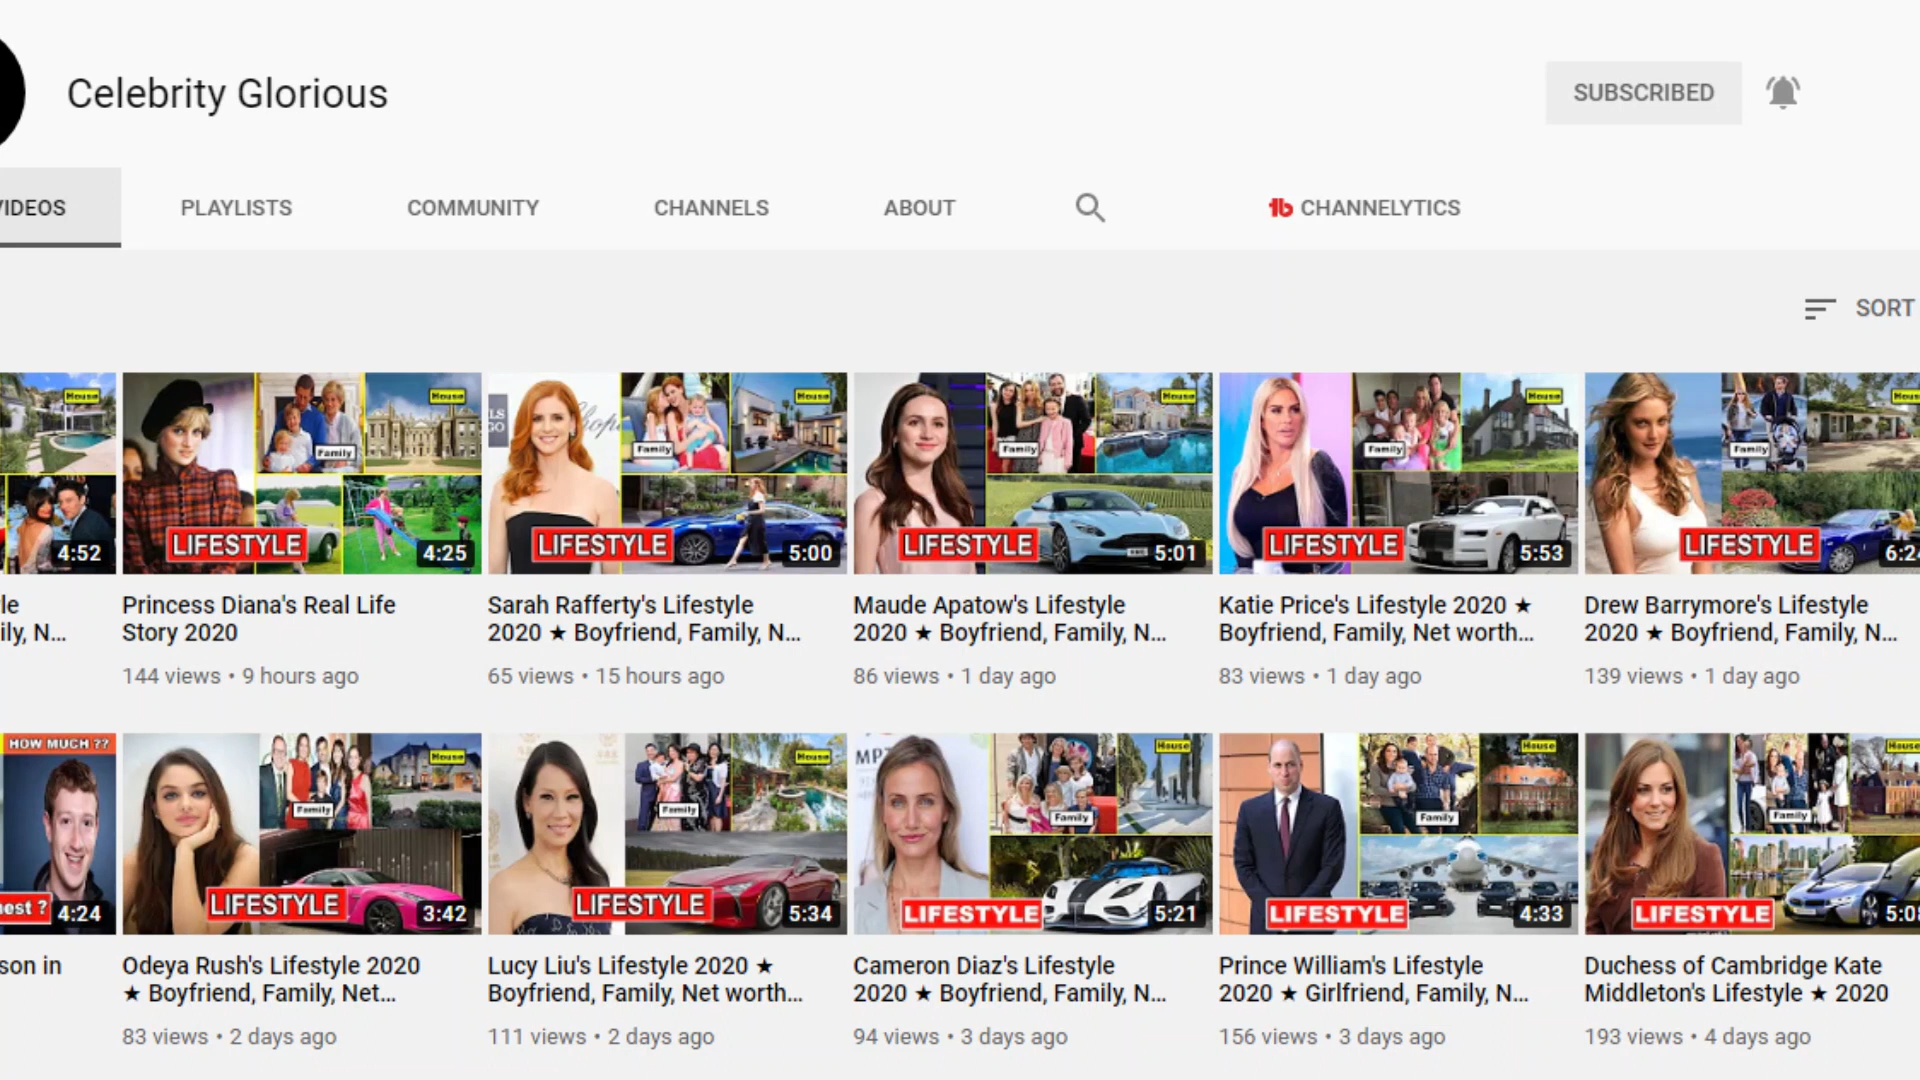 Celebrity Glorious
SUBSCRIBED
VIDEOS
PLAYLISTS
COMMUNITY
CHANNELS
ABOUT
CHANNELYTICS
SORT
House
4:52
Family
House
LIFESTYLE
4:25
Family
House
LIFESTYLE
5:00
Family
House
LIFESTYLE
5:01
Family
House
LIFESTYLE
5:53
Family
LIFESTYLE
ily, N...
Princess Diana's Real Life
Story 2020
144 views • 9 hours ago
Sarah Rafferty's Lifestyle
2020 ★ Boyfriend, Family, N...
65 views • 15 hours ago
Maude Apatow's Lifestyle
2020 ★ Boyfriend, Family, N...
86 views • 1 day ago
Katie Price's Lifestyle 2020 ★
Boyfriend, Family, Net worth...
83 views • 1 day ago
Drew Barrymore's Lifestyle
2020 ★ Boyfriend, Family, N...
139 views • 1 day ago
HOW MUCH ??
4:24
Family
House
LIFESTYLE
3:42
Family
House
LIFESTYLE
5:34
Family
House
LIFESTYLE
5:21
Family
House
LIFESTYLE
4:33
Family
House
LIFESTYLE
son in
Odeya Rush's Lifestyle 2020
★ Boyfriend, Family, Net...
83 views • 2 days ago
Lucy Liu's Lifestyle 2020 ★
Boyfriend, Family, Net worth...
111 views • 2 days ago
Cameron Diaz's Lifestyle
2020 ★ Boyfriend, Family, N...
94 views • 3 days ago
Prince William's Lifestyle
2020 ★ Girlfriend, Family, N...
156 views • 3 days ago
Duchess of Cambridge Kate
Middleton's Lifestyle ★ 2020
193 views • 4 days ago